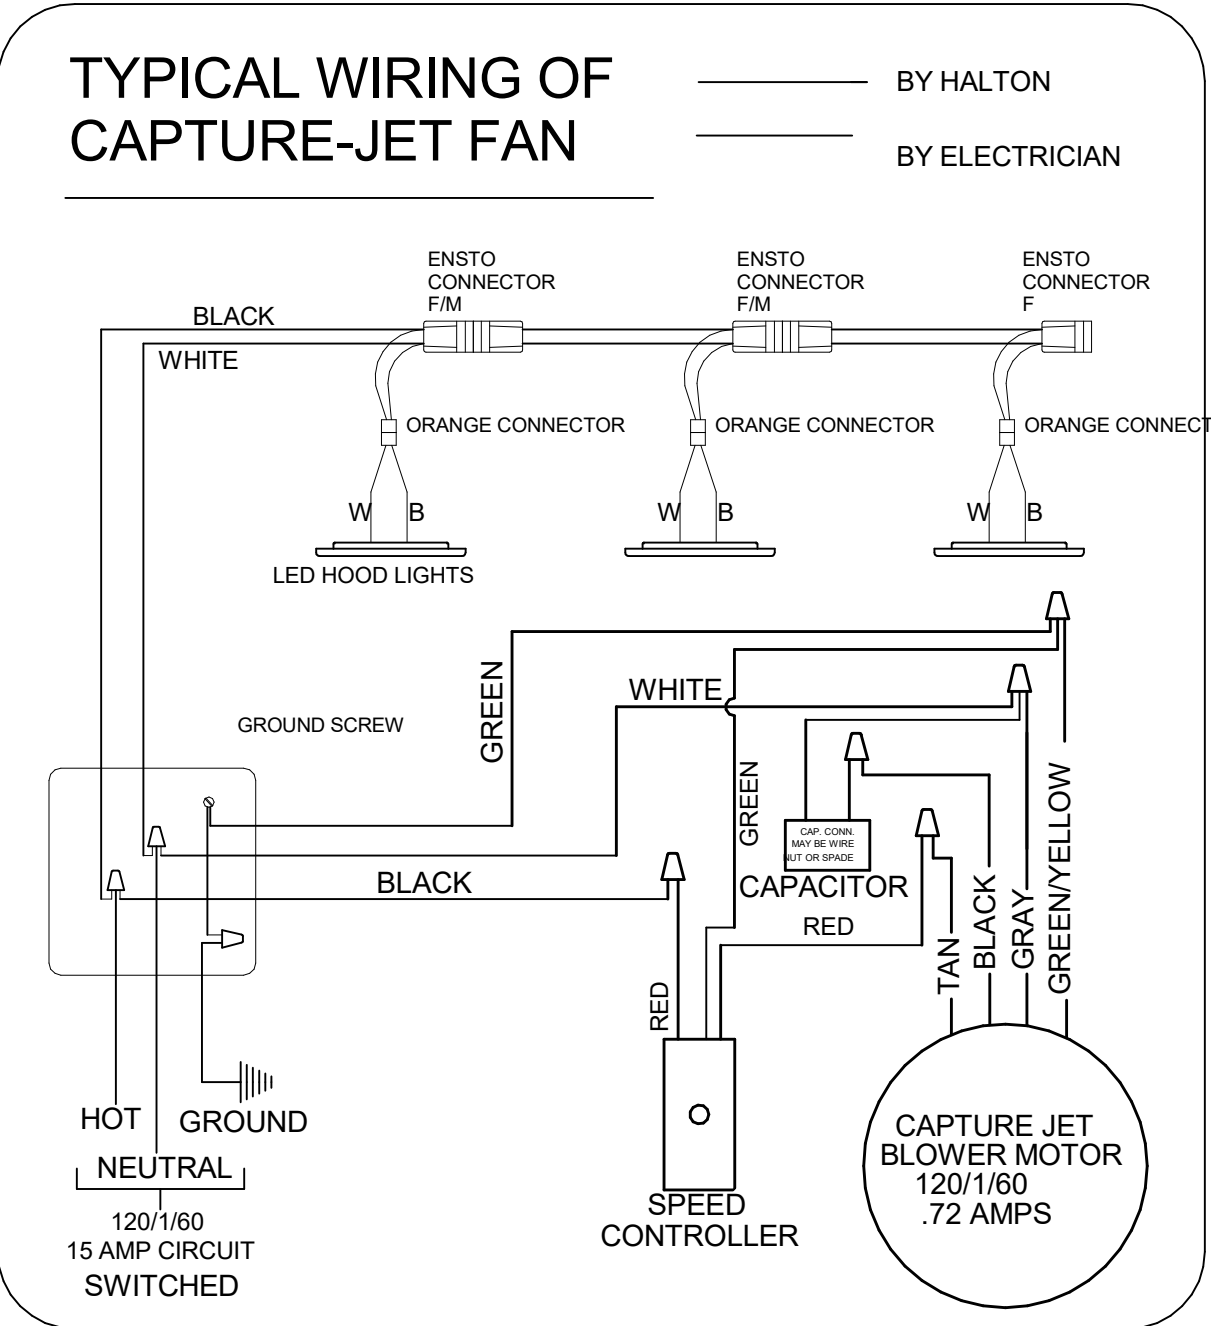 TYPICAL WIRING OF
CAPTURE-JET FAN
BY HALTON
BY ELECTRICIAN
ENSTO
CONNECTOR
F/M
ENSTO
CONNECTOR
F/M
ENSTO
CONNECTOR
F
BLACK
WHITE
ORANGE CONNECTOR
ORANGE CONNECTOR
ORANGE CONNECT
W B
W B
W B
LED HOOD LIGHTS
GREEN
WHITE
GROUND SCREW
GREEN
CAP. CONN.
MAY BE WIRE
NUT OR SPADE
CAPACITOR
BLACK
RED
RED
TAN
BLACK
GRAY
GREEN/YELLOW
HOT
GROUND
NEUTRAL
120/1/60
15 AMP CIRCUIT
SWITCHED
SPEED
CONTROLLER
CAPTURE JET
BLOWER MOTOR
120/1/60
.72 AMPS